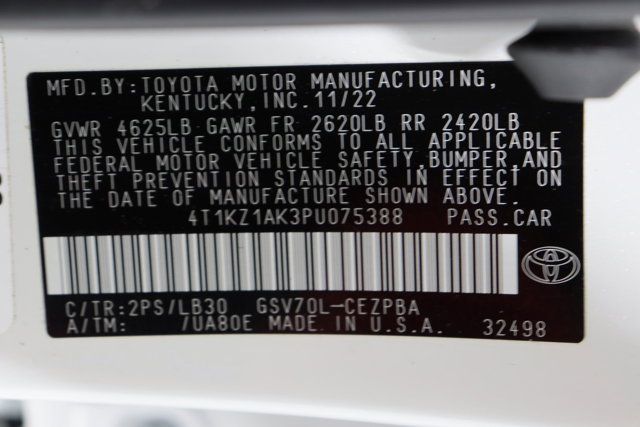 MFD.BY: TOYOTA MOTOR MANUFACTURING,
KENTUCKY, INC. 11/22
GVWR 4625LB GAWR FR 2620LB RR 2420LB
THIS VEHICLE CONFORMS TO ALL APPLICABLE
FEDERAL MOTOR VEHICLE SAFETY, BUMPER, AND
THEFT PREVENTION STANDARDS IN EFFECT ON
THE DATE OF MANUFACTURE SHOWN ABOVE.
4T1KZ1AK3PU075388 PASS.CAR
C/TR:2PS/LB30 GSV70L-CEZPBA
A/TM: /UA80E MADE IN U.S.A. 32498